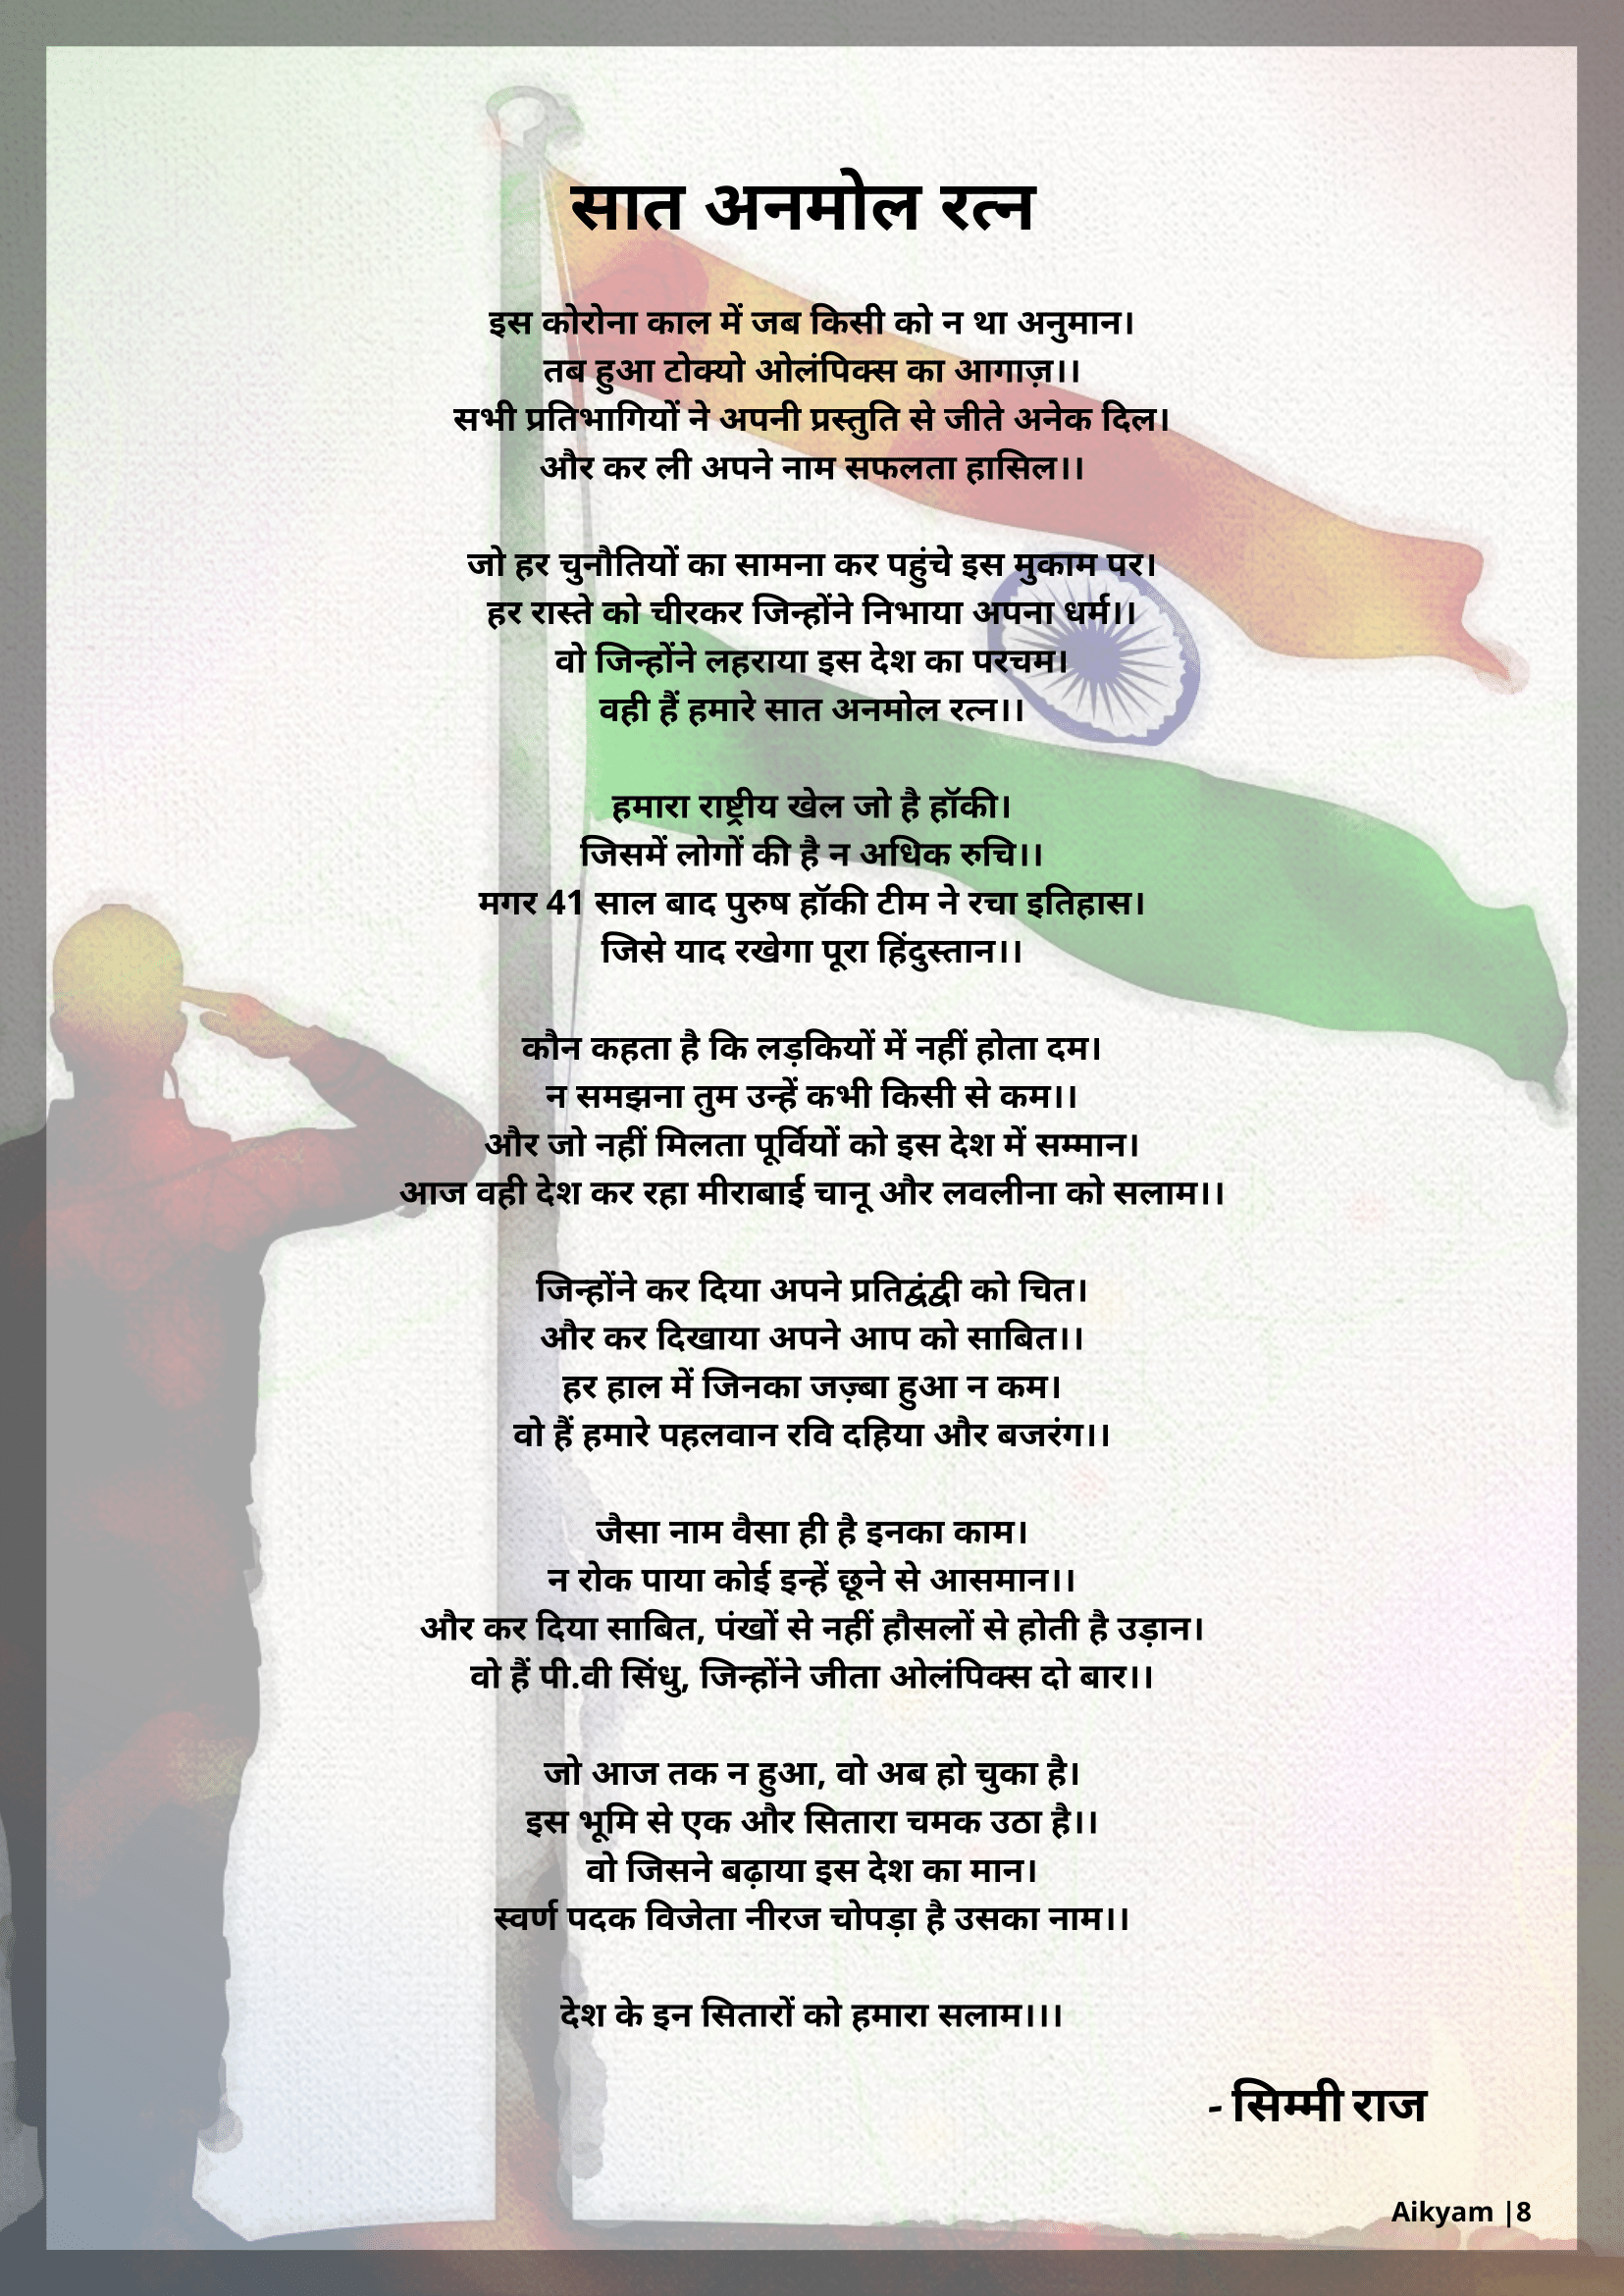 सात अनमोल रत्न
इस कोरोना काल में जब किसी को न था अनुमान।
तब हुआ टोक्यो ओलंपिक्स का आगाज़।।
सभी प्रतिभागियों ने अपनी प्रस्तुति से जीते अनेक दिल।
और कर ली अपने नाम सफलता हासिल।।
जो हर चुनौतियों का सामना कर पहुंचे इस मुकाम पर।
हर रास्ते को चीरकर जिन्होंने निभाया अपना धर्म।।
वो जिन्होंने लहराया इस देश का परचम।
वही हैं हमारे सात अनमोल रत्न।।
हमारा राष्ट्रीय खेल जो है हॉकी।
जिसमें लोगों की है न अधिक रुचि।।
मगर 41 साल बाद पुरुष हॉकी टीम ने रचा इतिहास।
जिसे याद रखेगा पूरा हिंदुस्तान।।
कौन कहता है कि लड़कियों में नहीं होता दम।
न समझना तुम उन्हें कभी किसी से कम।।
और जो नहीं मिलता पूर्वियों को इस देश में सम्मान।
आज वही देश कर रहा मीराबाई चानू और लवलीना को सलाम।।
जिन्होंने कर दिया अपने प्रतिद्वंद्वी को चित।
और कर दिखाया अपने आप को साबित।।
हर हाल में जिनका जज़्बा हुआ न कम।
वो हैं हमारे पहलवान रवि दहिया और बजरंग।।
जैसा नाम वैसा ही है इनका काम।
न रोक पाया कोई इन्हें छूने से आसमान।।
और कर दिया साबित, पंखों से नहीं हौसलों से होती है उड़ान।
वो हैं पी.वी सिंधु, जिन्होंने जीता ओलंपिक्स दो बार।।
जो आज तक न हुआ, वो अब हो चुका है।
इस भूमि से एक और सितारा चमक उठा है।।
वो जिसने बढ़ाया इस देश का मान।
स्वर्ण पदक विजेता नीरज चोपड़ा है उसका नाम।।
देश के इन सितारों को हमारा सलाम।।।
- सिम्मी राज
Aikyam |8